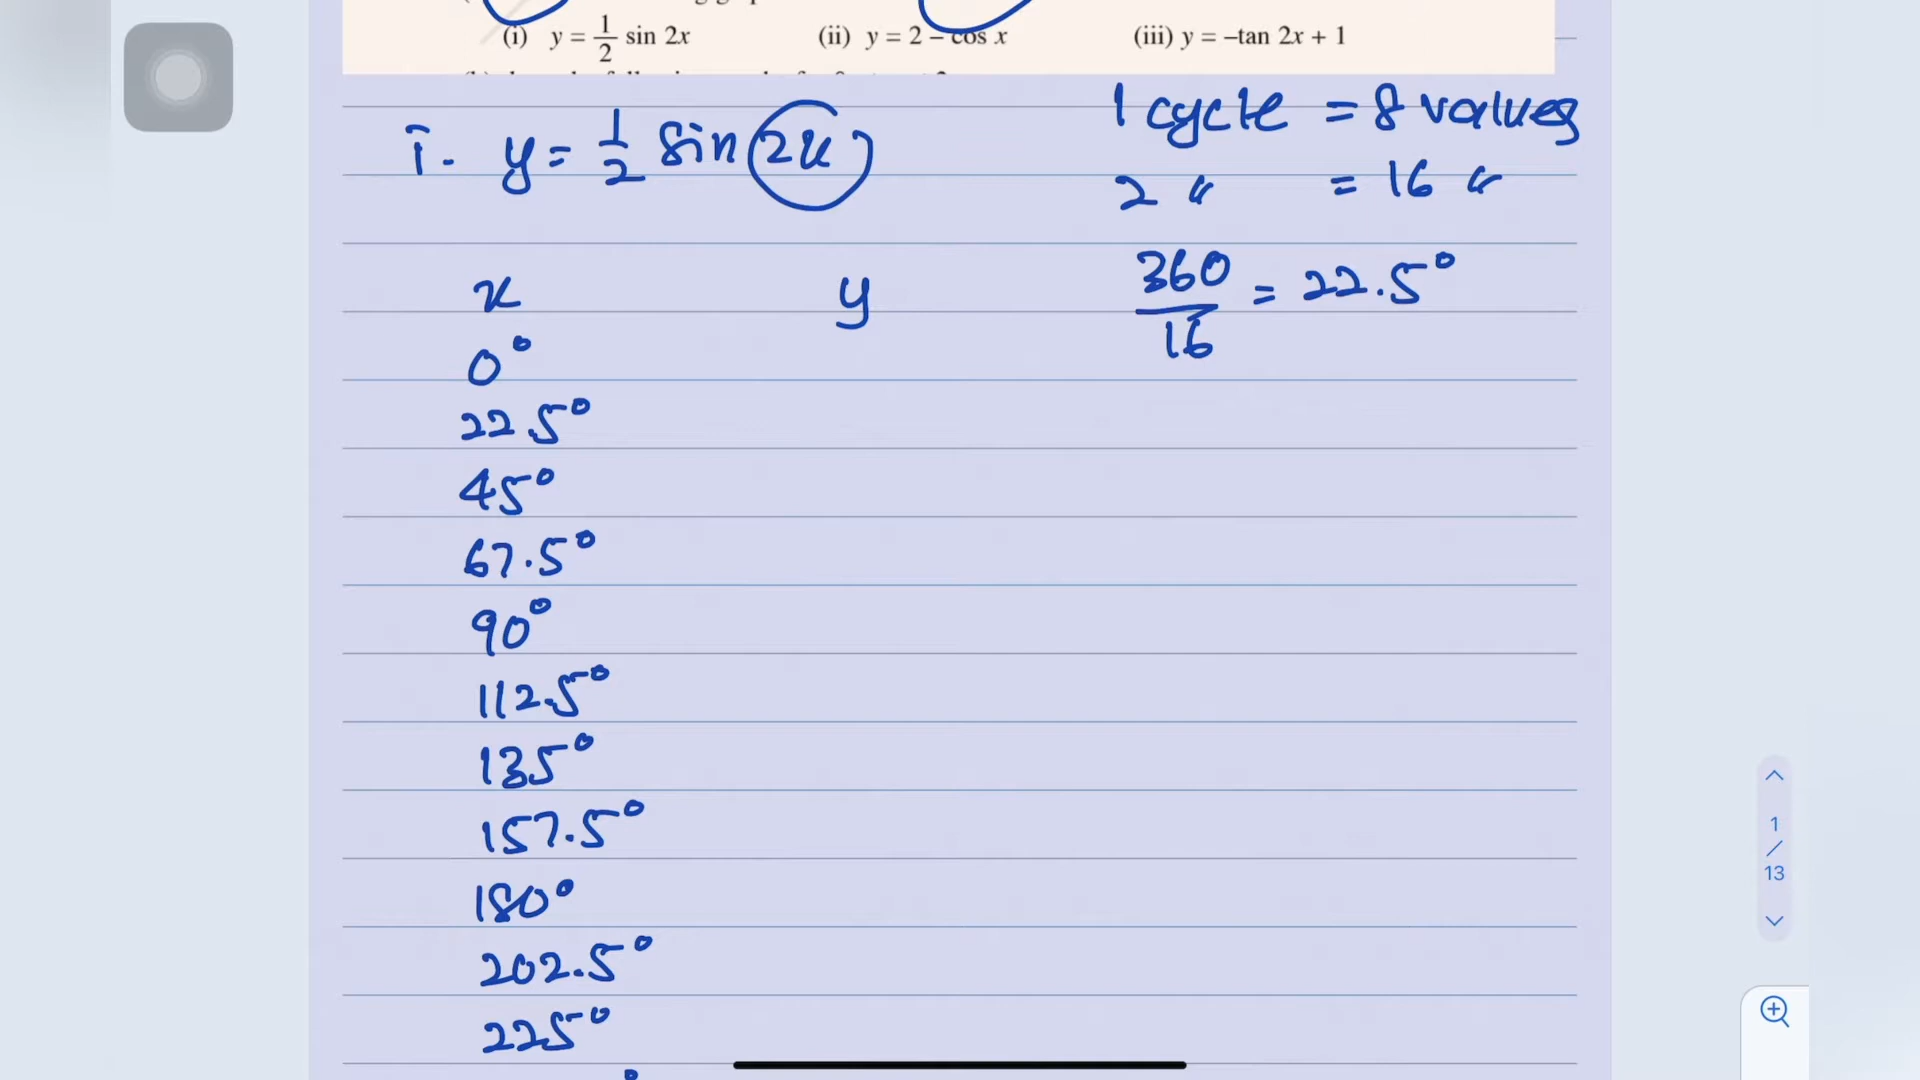 (i) y = 1/2 sin 2x (ii) y = 2 – cos x (iii) y = –tan 2x + 1
i. y = 1/2 sin(2x)
1 cycle = 8 values
2 " = 16 "
360/16 = 22.5°
x y
0°
22.5°
45°
67.5°
90°
112.5°
135°
157.5°
180°
202.5°
225°
1
/
13